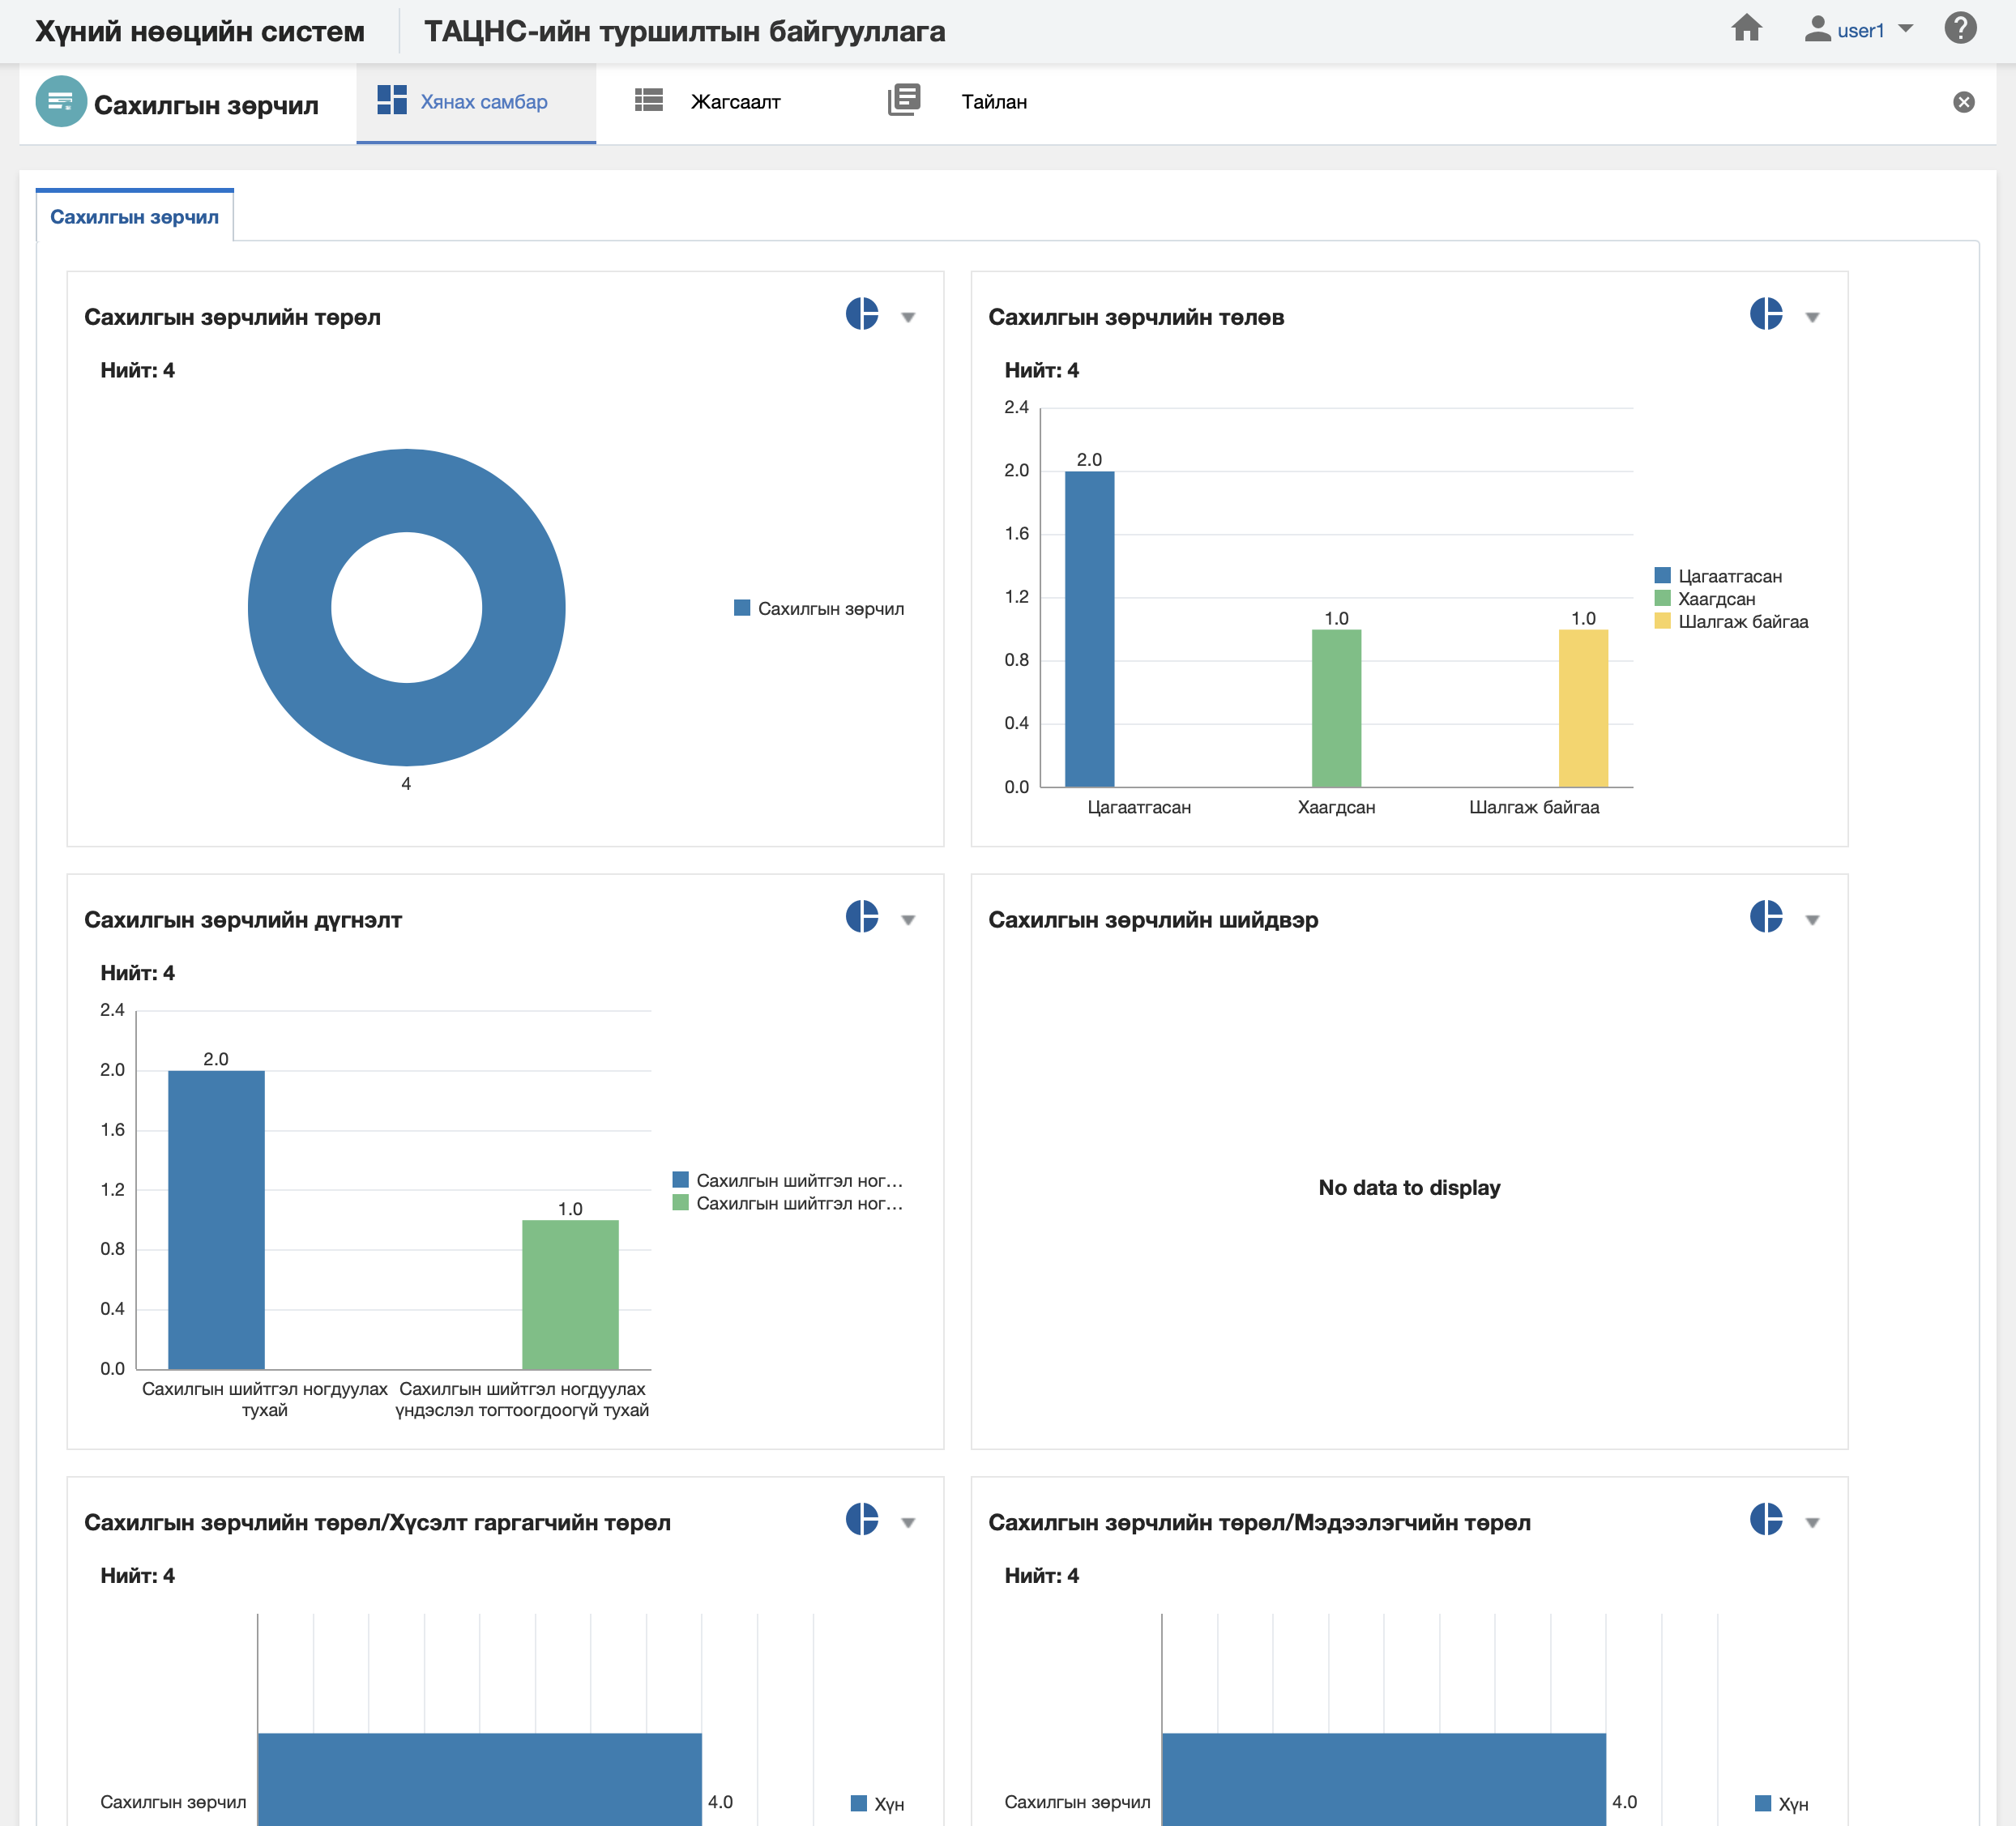 Хүний нөөцийн систем
ТАЦНС-ийн туршилтын байгууллага
user1
Сахилгын зөрчил
Хянах самбар
Жагсаалт
Тайлан
Сахилгын зөрчил
Сахилгын зөрчлийн төрөл
Нийт: 4
Сахилгын зөрчил
4
Сахилгын зөрчлийн төлөв
Нийт: 4
2.4
2.0
1.6
1.2
0.8
0.4
0.0
2.0
1.0
1.0
Цагаатгасан
Хаагдсан
Шалгаж байгаа
Цагаатгасан
Хаагдсан
Шалгаж байгаа
Сахилгын зөрчлийн дүгнэлт
Нийт: 4
2.4
2.0
1.6
1.2
0.8
0.4
0.0
2.0
1.0
Сахилгын шийтгэл ногдуулах
тухай
Сахилгын шийтгэл ногдуулах
үндэслэл тогтоогдоогүй тухай
Сахилгын шийтгэл ног...
Сахилгын шийтгэл ног...
Сахилгын зөрчлийн шийдвэр
No data to display
Сахилгын зөрчлийн төрөл/Хүсэлт гаргагчийн төрөл
Нийт: 4
Сахилгын зөрчил
4.0
Хүн
Сахилгын зөрчлийн төрөл/Мэдээлэгчийн төрөл
Нийт: 4
Сахилгын зөрчил
4.0
Хүн